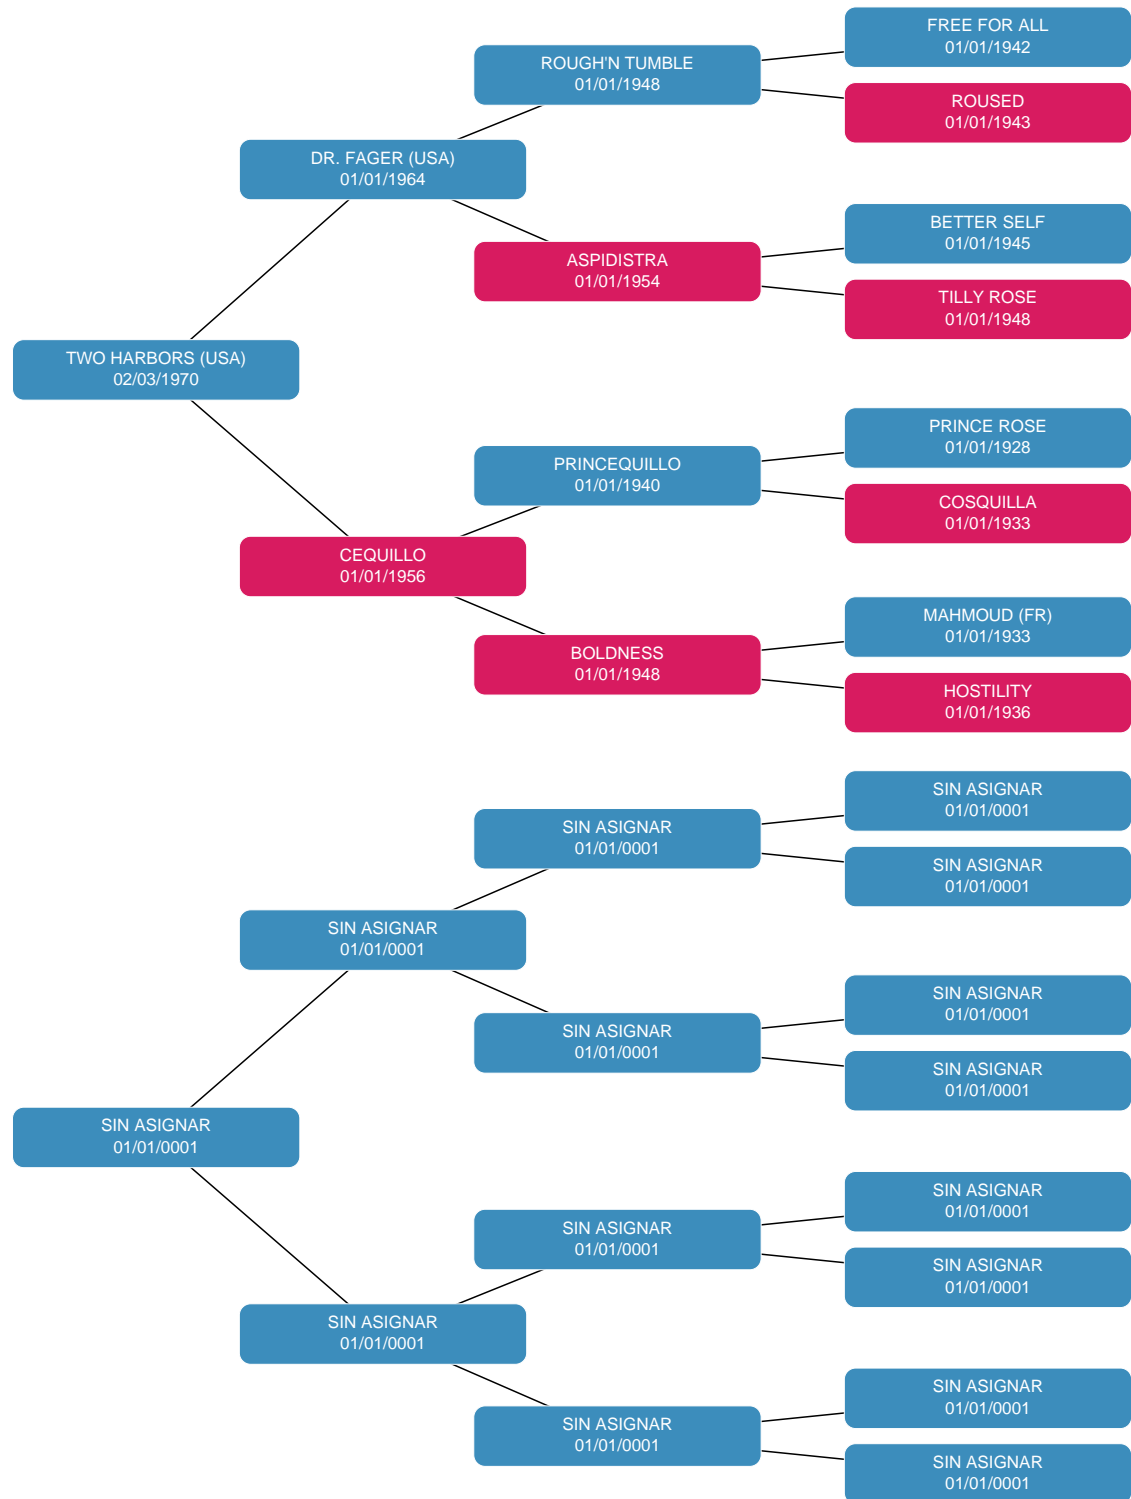 FREE FOR ALL
01/01/1942
ROUGH'N TUMBLE
01/01/1948
ROUSED
01/01/1943
DR. FAGER (USA)
01/01/1964
BETTER SELF
01/01/1945
ASPIDISTRA
01/01/1954
TILLY ROSE
01/01/1948
TWO HARBORS (USA)
02/03/1970
PRINCE ROSE
01/01/1928
PRINCEQUILLO
01/01/1940
COSQUILLA
01/01/1933
CEQUILLO
01/01/1956
MAHMOUD (FR)
01/01/1933
BOLDNESS
01/01/1948
HOSTILITY
01/01/1936
SIN ASIGNAR
01/01/0001
SIN ASIGNAR
01/01/0001
SIN ASIGNAR
01/01/0001
SIN ASIGNAR
01/01/0001
SIN ASIGNAR
01/01/0001
SIN ASIGNAR
01/01/0001
SIN ASIGNAR
01/01/0001
SIN ASIGNAR
01/01/0001
SIN ASIGNAR
01/01/0001
SIN ASIGNAR
01/01/0001
SIN ASIGNAR
01/01/0001
SIN ASIGNAR
01/01/0001
SIN ASIGNAR
01/01/0001
SIN ASIGNAR
01/01/0001
SIN ASIGNAR
01/01/0001